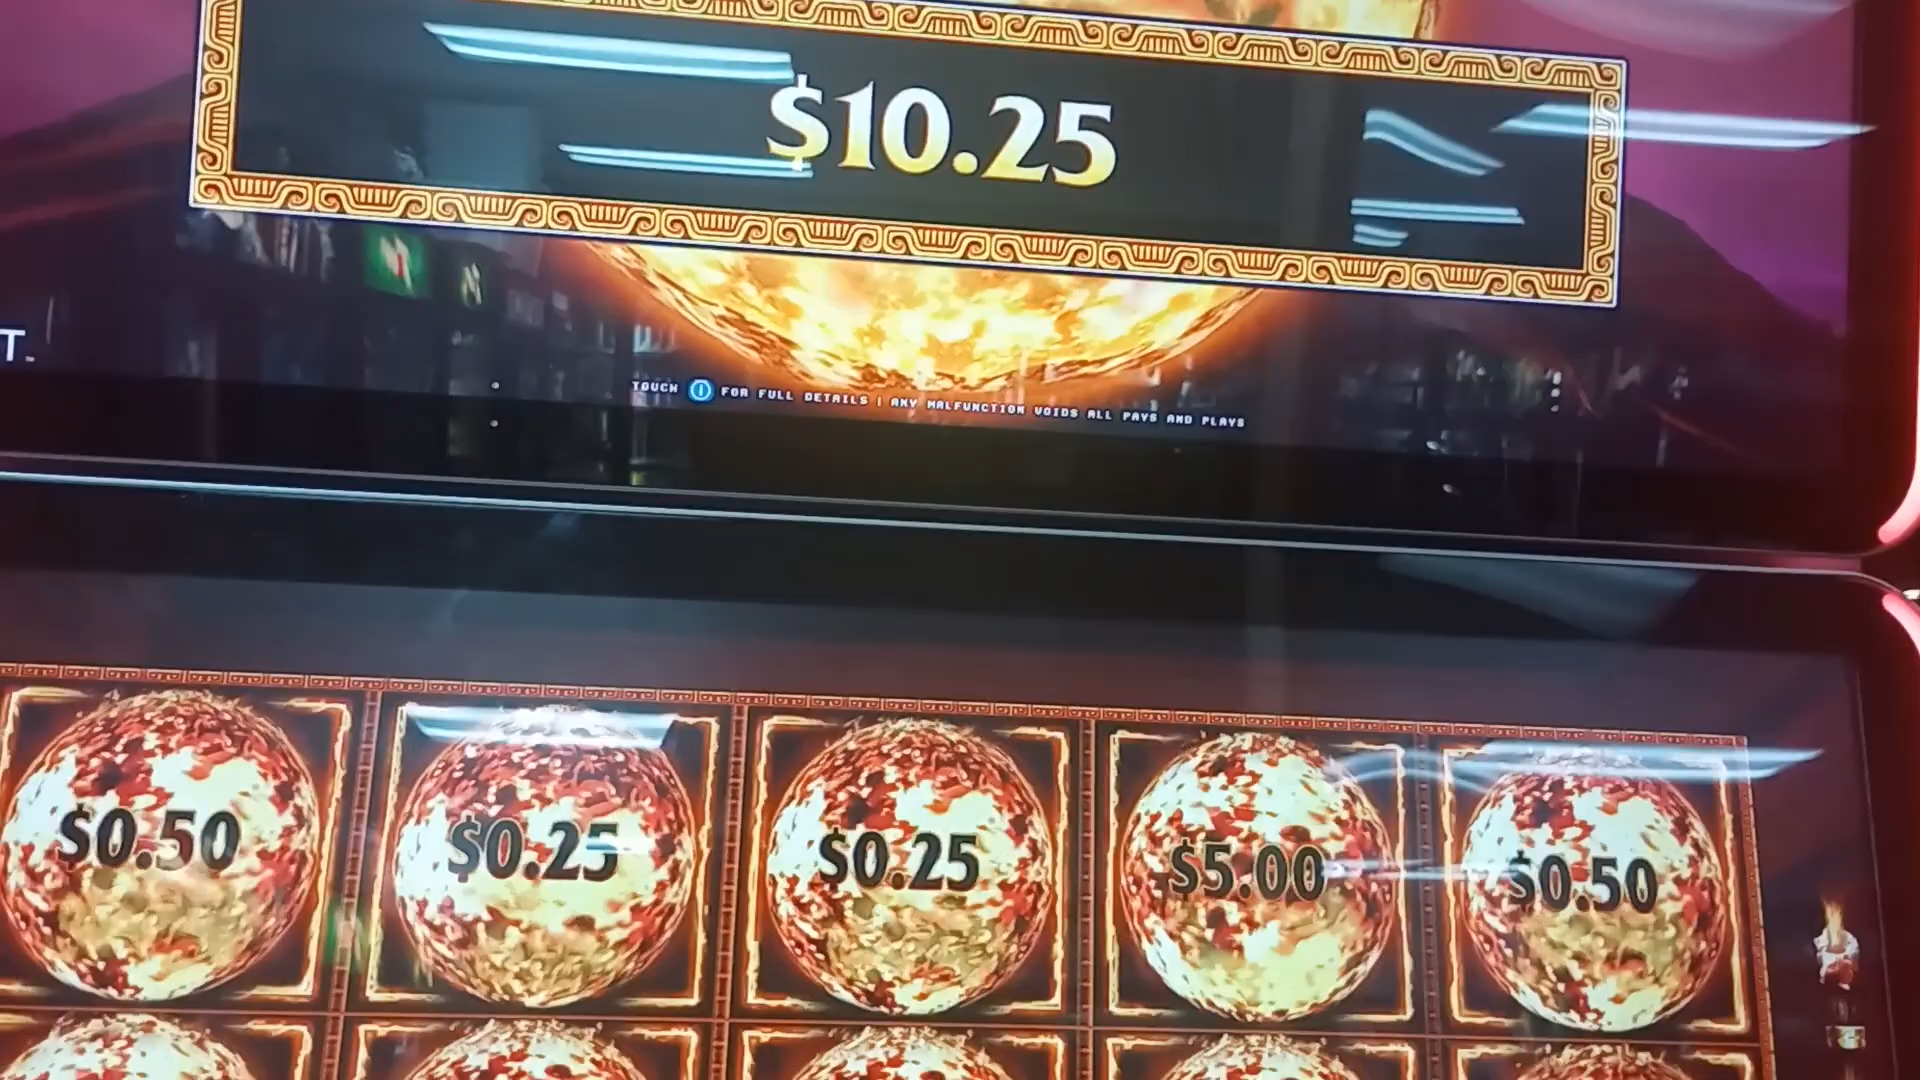 $10.25
T.
TOUCH i FOR FULL DETAILS | ANY MALFUNCTION VOIDS ALL PAYS AND PLAYS
$0.50 $0.25 $0.25 $5.00 $0.50